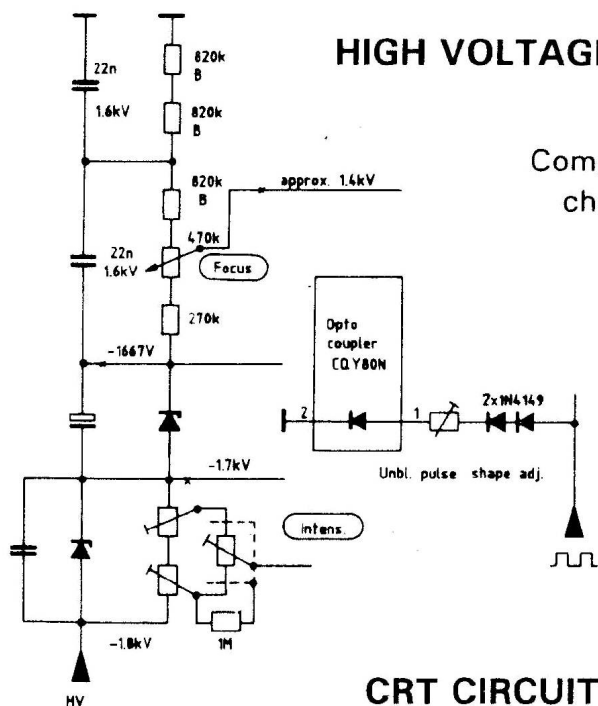 HIGH VOLTAGE
22n
1.6kV
820k
B
820k
B
Com
ch
820k
B
approx. 1.4kV
470k
22n
1.6kV
Focus
270k
Opto
coupler
CQY80N
-1667V
2
1
2x1N4149
Unbl. pulse shape adj.
-1.7kV
x
Intens.
1M
-1.8kV
HV
CRT CIRCUIT